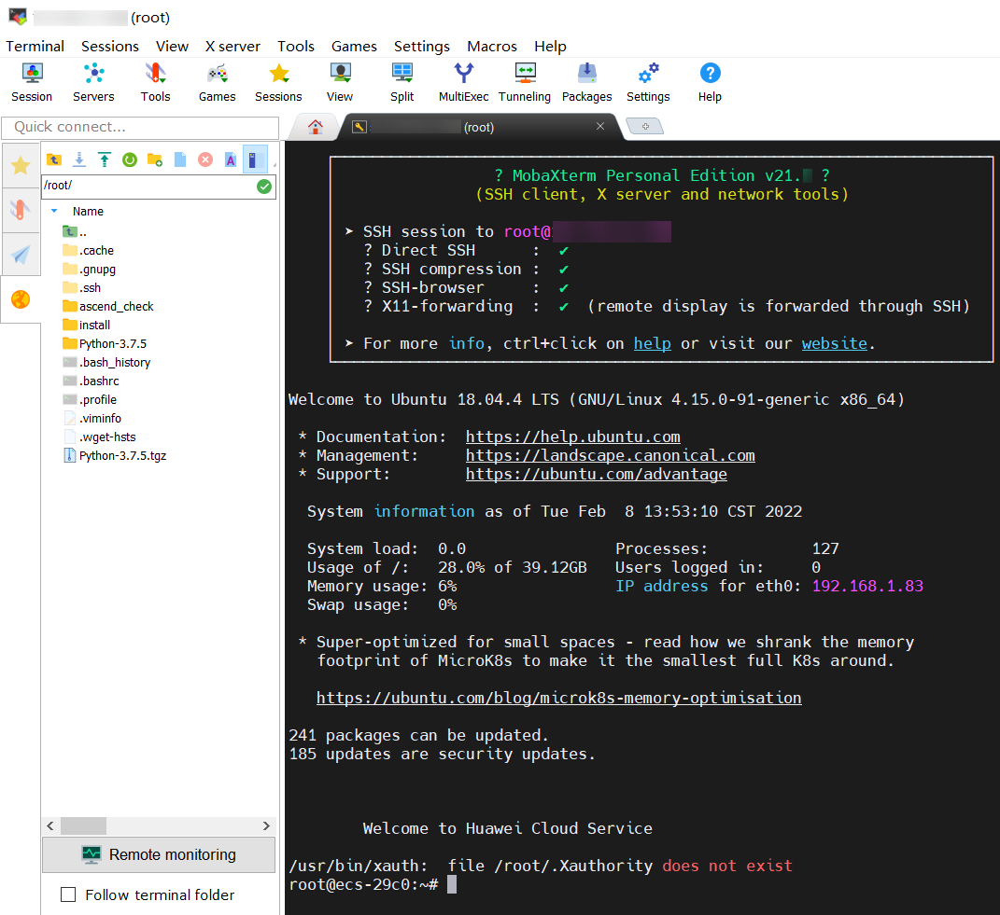 (root)
Terminal Sessions View X server Tools Games Settings Macros Help
Session Servers Tools Games Sessions View Split MultiExec Tunneling Packages Settings Help
Quick connect...
(root)
/root/
Name
..
.cache
.gnupg
.ssh
ascend_check
install
Python-3.7.5
.bash_history
.bashrc
.profile
.viminfo
.wget-hsts
Python-3.7.5.tgz
Remote monitoring
Follow terminal folder
? MobaXterm Personal Edition v21. ?
(SSH client, X server and network tools)
➤ SSH session to root@
? Direct SSH : ✔
? SSH compression : ✔
? SSH-browser : ✔
? X11-forwarding : ✔ (remote display is forwarded through SSH)
➤ For more info, ctrl+click on help or visit our website.
Welcome to Ubuntu 18.04.4 LTS (GNU/Linux 4.15.0-91-generic x86_64)
* Documentation: https://help.ubuntu.com
* Management: https://landscape.canonical.com
* Support: https://ubuntu.com/advantage
System information as of Tue Feb 8 13:53:10 CST 2022
System load: 0.0 Processes: 127
Usage of /: 28.0% of 39.12GB Users logged in: 0
Memory usage: 6% IP address for eth0: 192.168.1.83
Swap usage: 0%
* Super-optimized for small spaces - read how we shrank the memory
footprint of MicroK8s to make it the smallest full K8s around.
https://ubuntu.com/blog/microk8s-memory-optimisation
241 packages can be updated.
185 updates are security updates.
Welcome to Huawei Cloud Service
/usr/bin/xauth: file /root/.Xauthority does not exist
root@ecs-29c0:~#